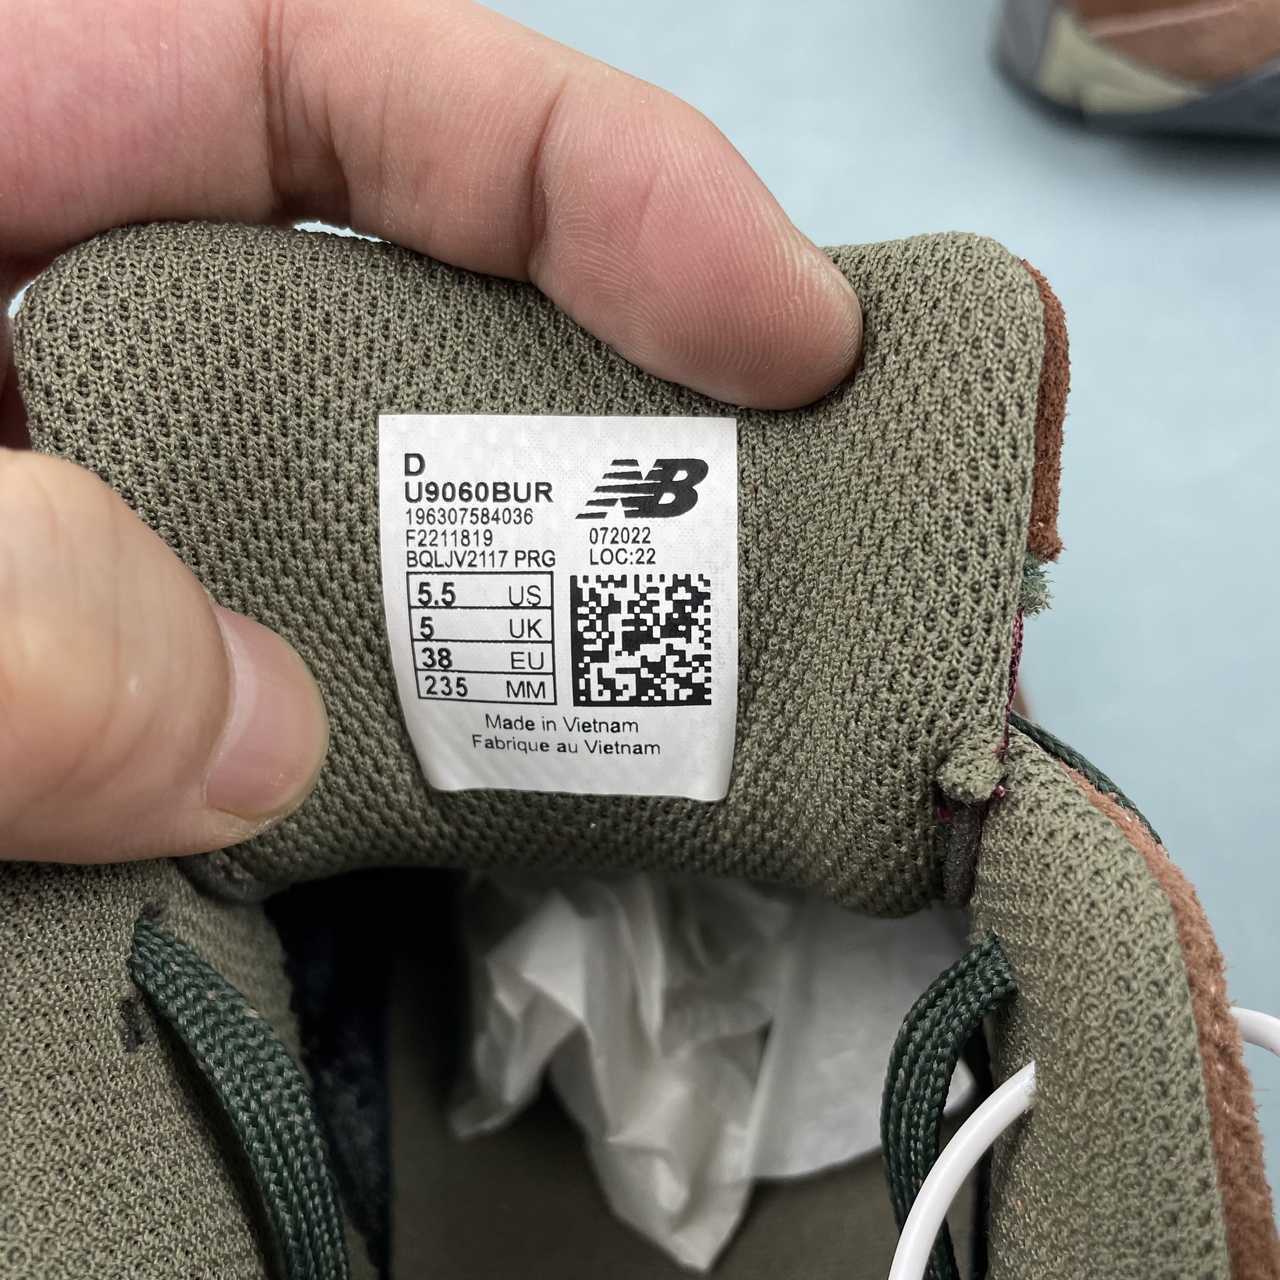 D
U9060BUR
196307584036
F2211819
BQLJV2117 PRG
NB
072022
LOC:22
5.5 US
5 UK
38 EU
235 MM
Made in Vietnam
Fabrique au Vietnam